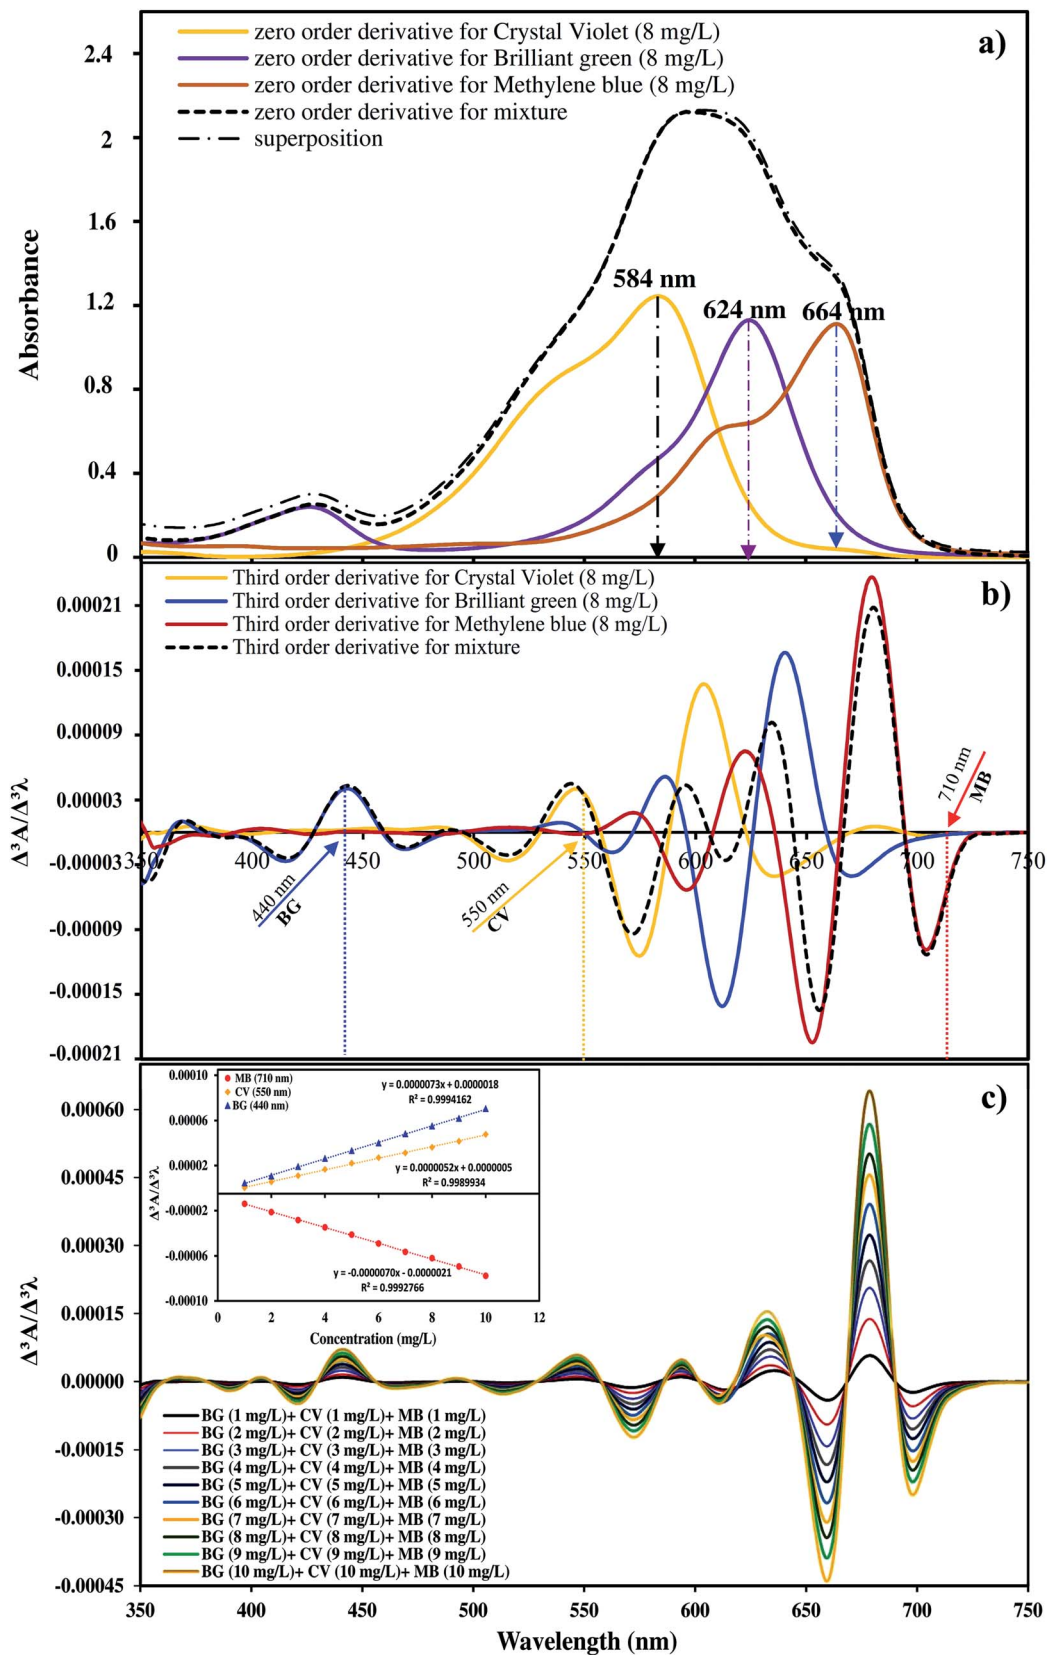 a)
zero order derivative for Crystal Violet (8 mg/L)
zero order derivative for Brilliant green (8 mg/L)
zero order derivative for Methylene blue (8 mg/L)
zero order derivative for mixture
superposition
2.4
2
1.6
1.2
0.8
0.4
0
Absorbance
584 nm
624 nm
664 nm
b)
Third order derivative for Crystal Violet (8 mg/L)
Third order derivative for Brilliant green (8 mg/L)
Third order derivative for Methylene blue (8 mg/L)
Third order derivative for mixture
0.00021
0.00015
0.00009
0.00003
-0.00003
-0.00009
-0.00015
-0.00021
Δ³A/Δ³λ
350 400 450 500 550 600 650 700 750
440 nm
BG
550 nm
CV
710 nm
MB
c)
0.00060
0.00045
0.00030
0.00015
0.00000
-0.00015
-0.00030
-0.00045
Δ³A/Δ³λ
MB (710 nm)
CV (550 nm)
BG (440 nm)
0.00010
0.00006
0.00002
-0.00002
-0.00006
-0.00010
Δ³A/Δ³λ
y = 0.0000073x + 0.0000018
R² = 0.9994162
y = 0.0000052x + 0.0000005
R² = 0.9989934
y = -0.0000070x - 0.0000021
R² = 0.9992766
0 2 4 6 8 10 12
Concentration (mg/L)
BG (1 mg/L)+ CV (1 mg/L)+ MB (1 mg/L)
BG (2 mg/L)+ CV (2 mg/L)+ MB (2 mg/L)
BG (3 mg/L)+ CV (3 mg/L)+ MB (3 mg/L)
BG (4 mg/L)+ CV (4 mg/L)+ MB (4 mg/L)
BG (5 mg/L)+ CV (5 mg/L)+ MB (5 mg/L)
BG (6 mg/L)+ CV (6 mg/L)+ MB (6 mg/L)
BG (7 mg/L)+ CV (7 mg/L)+ MB (7 mg/L)
BG (8 mg/L)+ CV (8 mg/L)+ MB (8 mg/L)
BG (9 mg/L)+ CV (9 mg/L)+ MB (9 mg/L)
BG (10 mg/L)+ CV (10 mg/L)+ MB (10 mg/L)
350 400 450 500 550 600 650 700 750
Wavelength (nm)